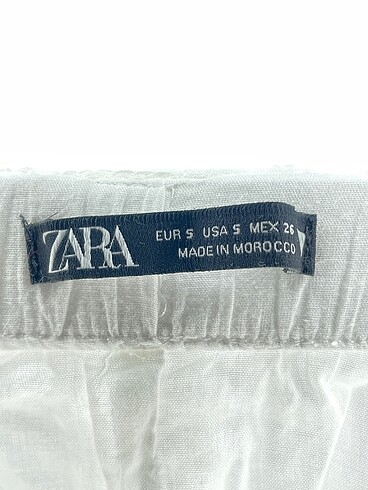 ZARA
EUR S USA S MEX 26
MADE IN MOROCCO